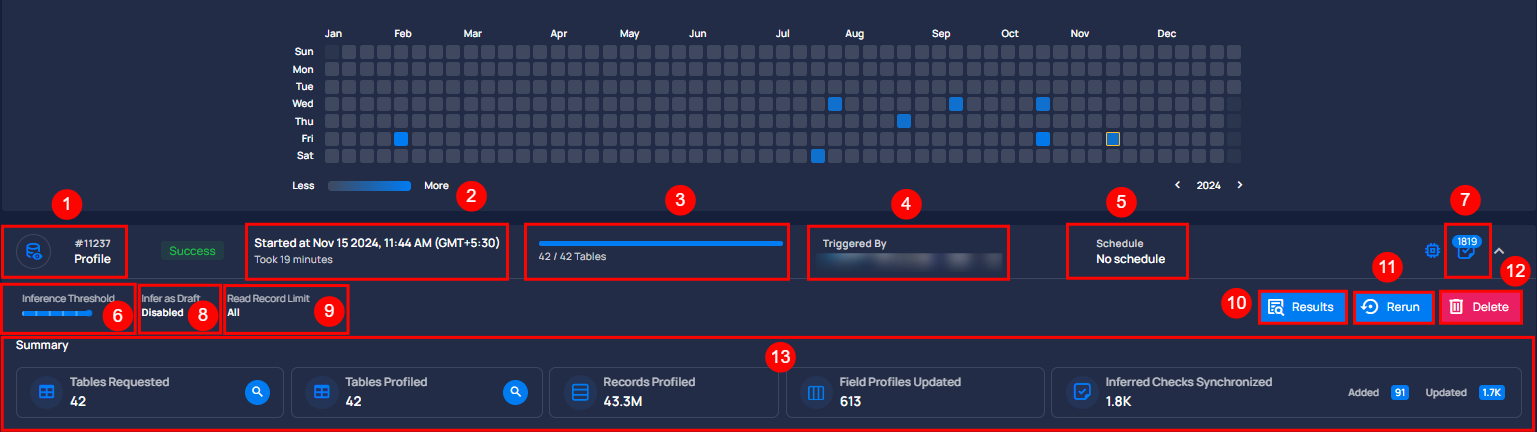 Jan Feb Mar Apr May Jun Jul Aug Sep Oct Nov Dec
Sun
Mon
Tue
Wed
Thu
Fri
Sat
Less More 2024
1 2 3 4 5 7
#11237
Profile
Success
Started at Nov 15 2024, 11:44 AM (GMT+5:30)
Took 19 minutes
42 / 42 Tables
Triggered By
Schedule
No schedule
1819
11 12
Inference Threshold
6
Infer as Draft
Disabled
8
Read Record Limit
All
9
10
Results Rerun Delete
Summary
13
Tables Requested
42
Tables Profiled
42
Records Profiled
43.3M
Field Profiles Updated
613
Inferred Checks Synchronized
1.8K
Added 91 Updated 1.7K